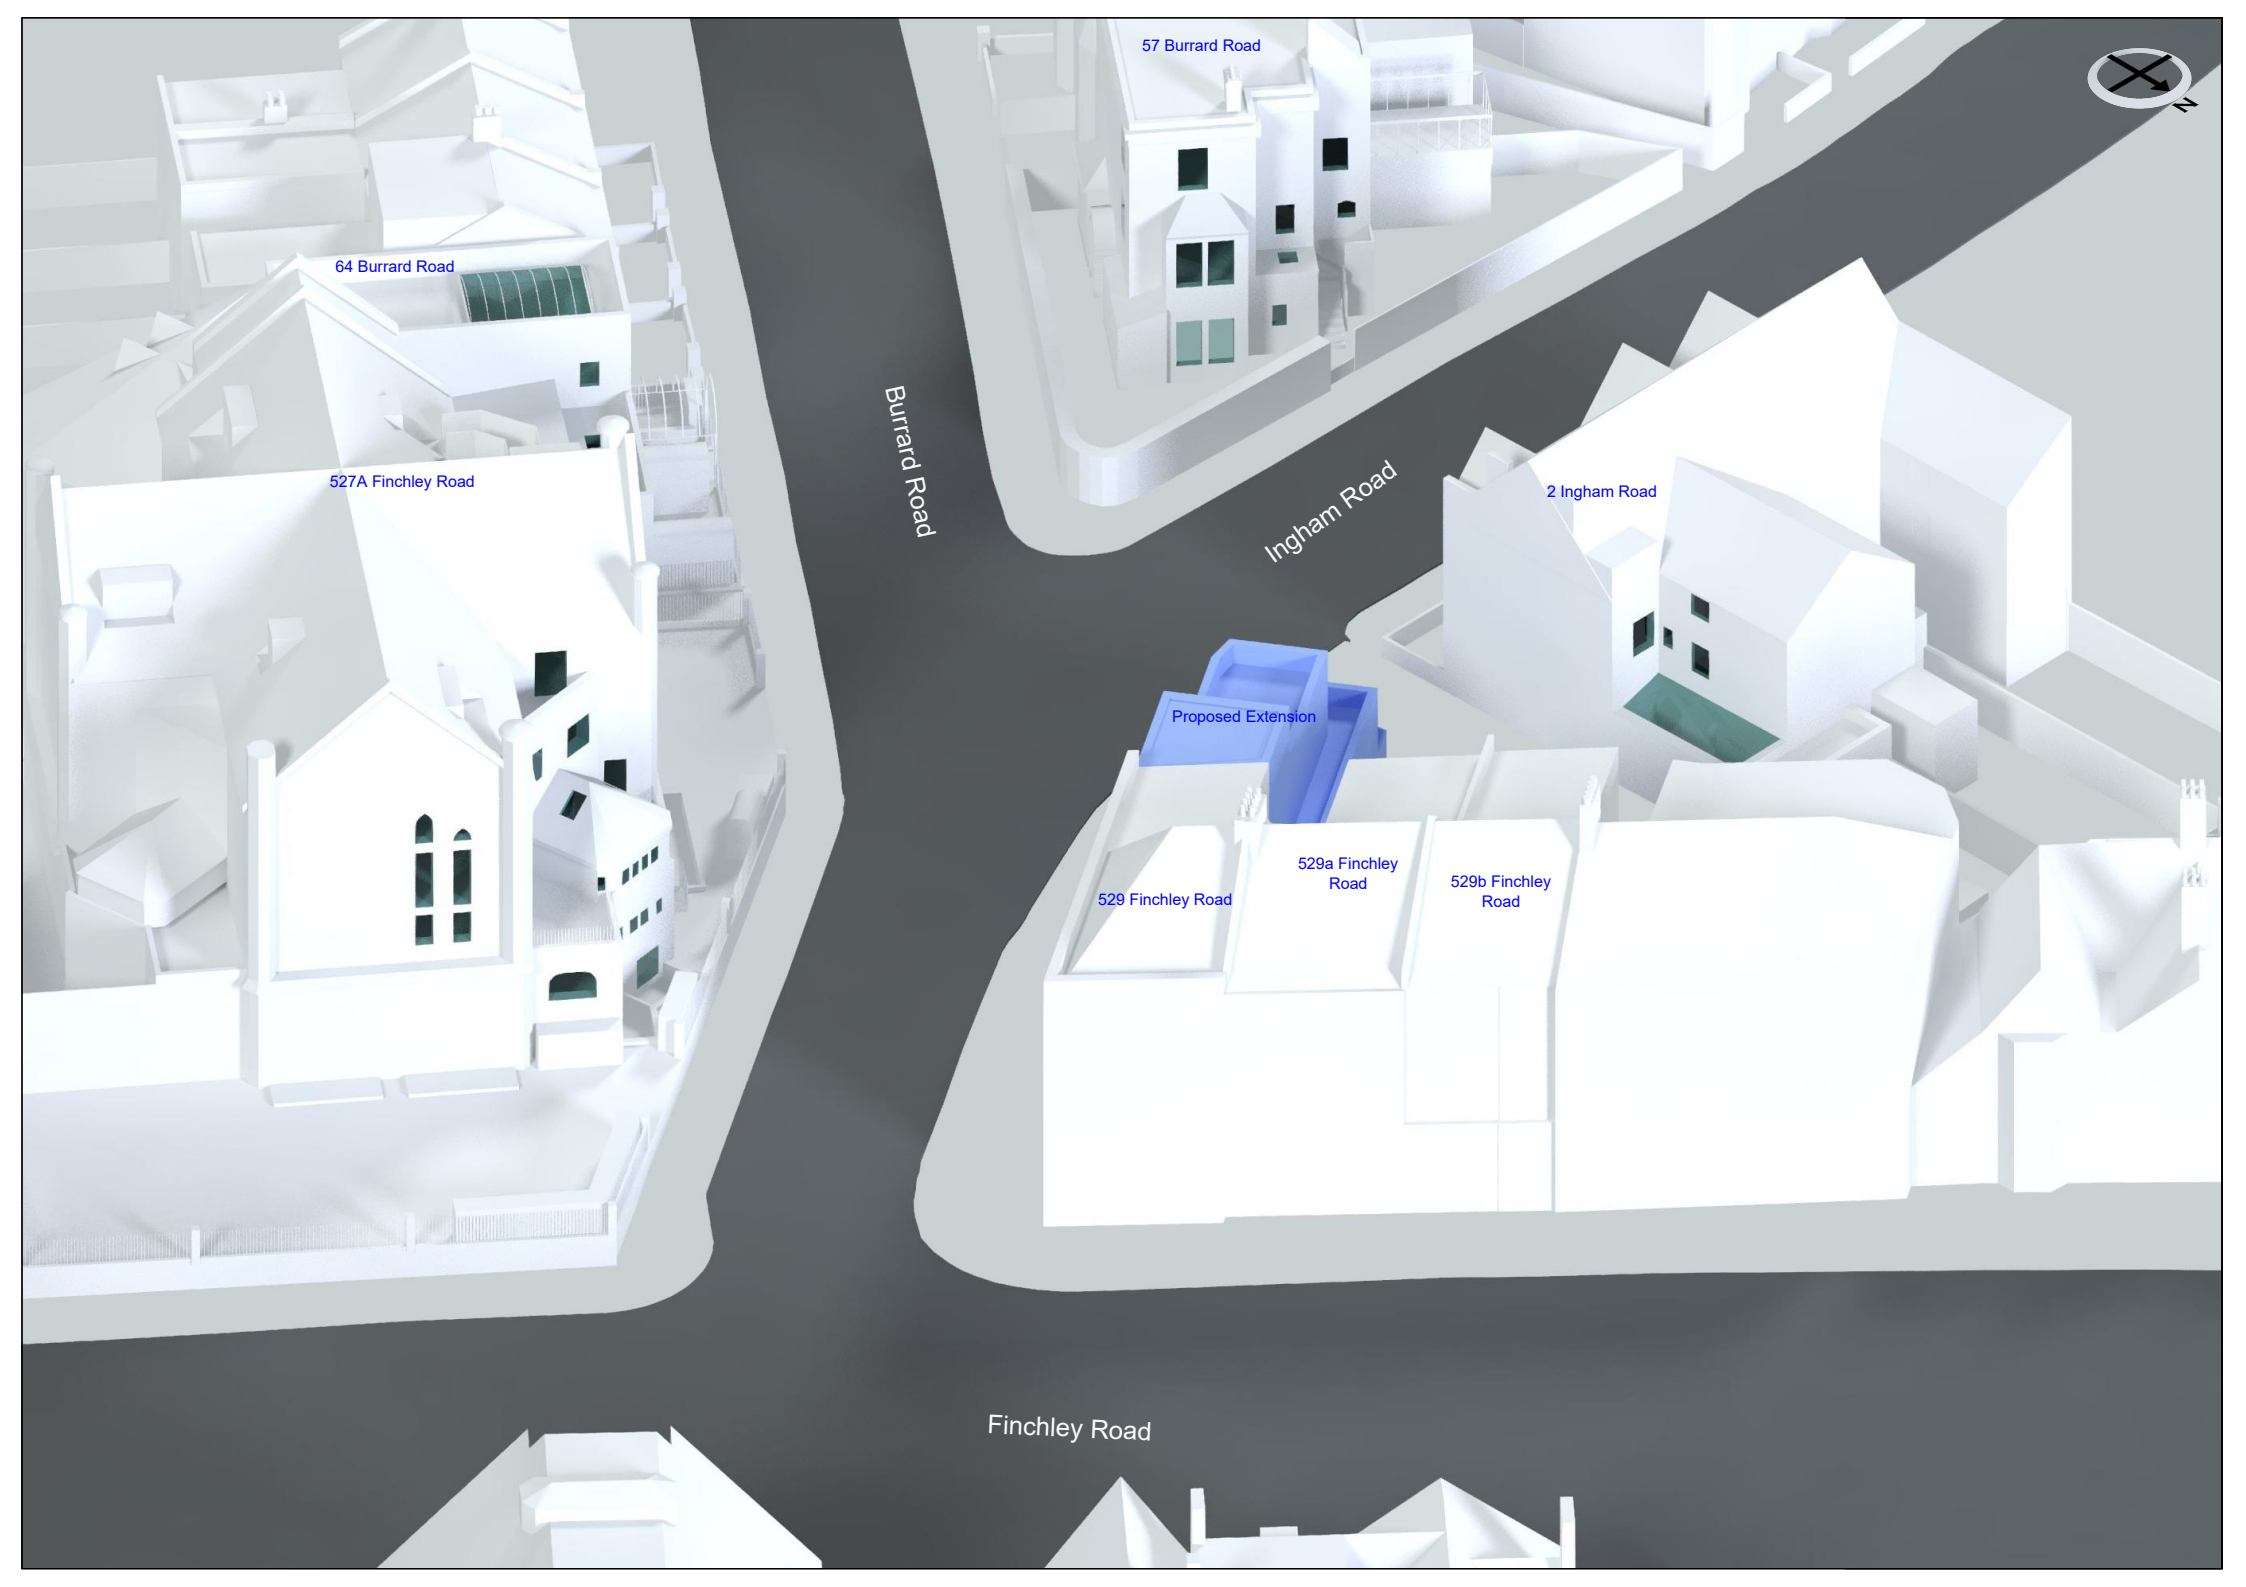 57 Burrard Road
N
64 Burrard Road
527A Finchley Road
Burrard Road
Ingham Road
2 Ingham Road
Proposed Extension
529 Finchley Road
529a Finchley
Road
529b Finchley
Road
Finchley Road